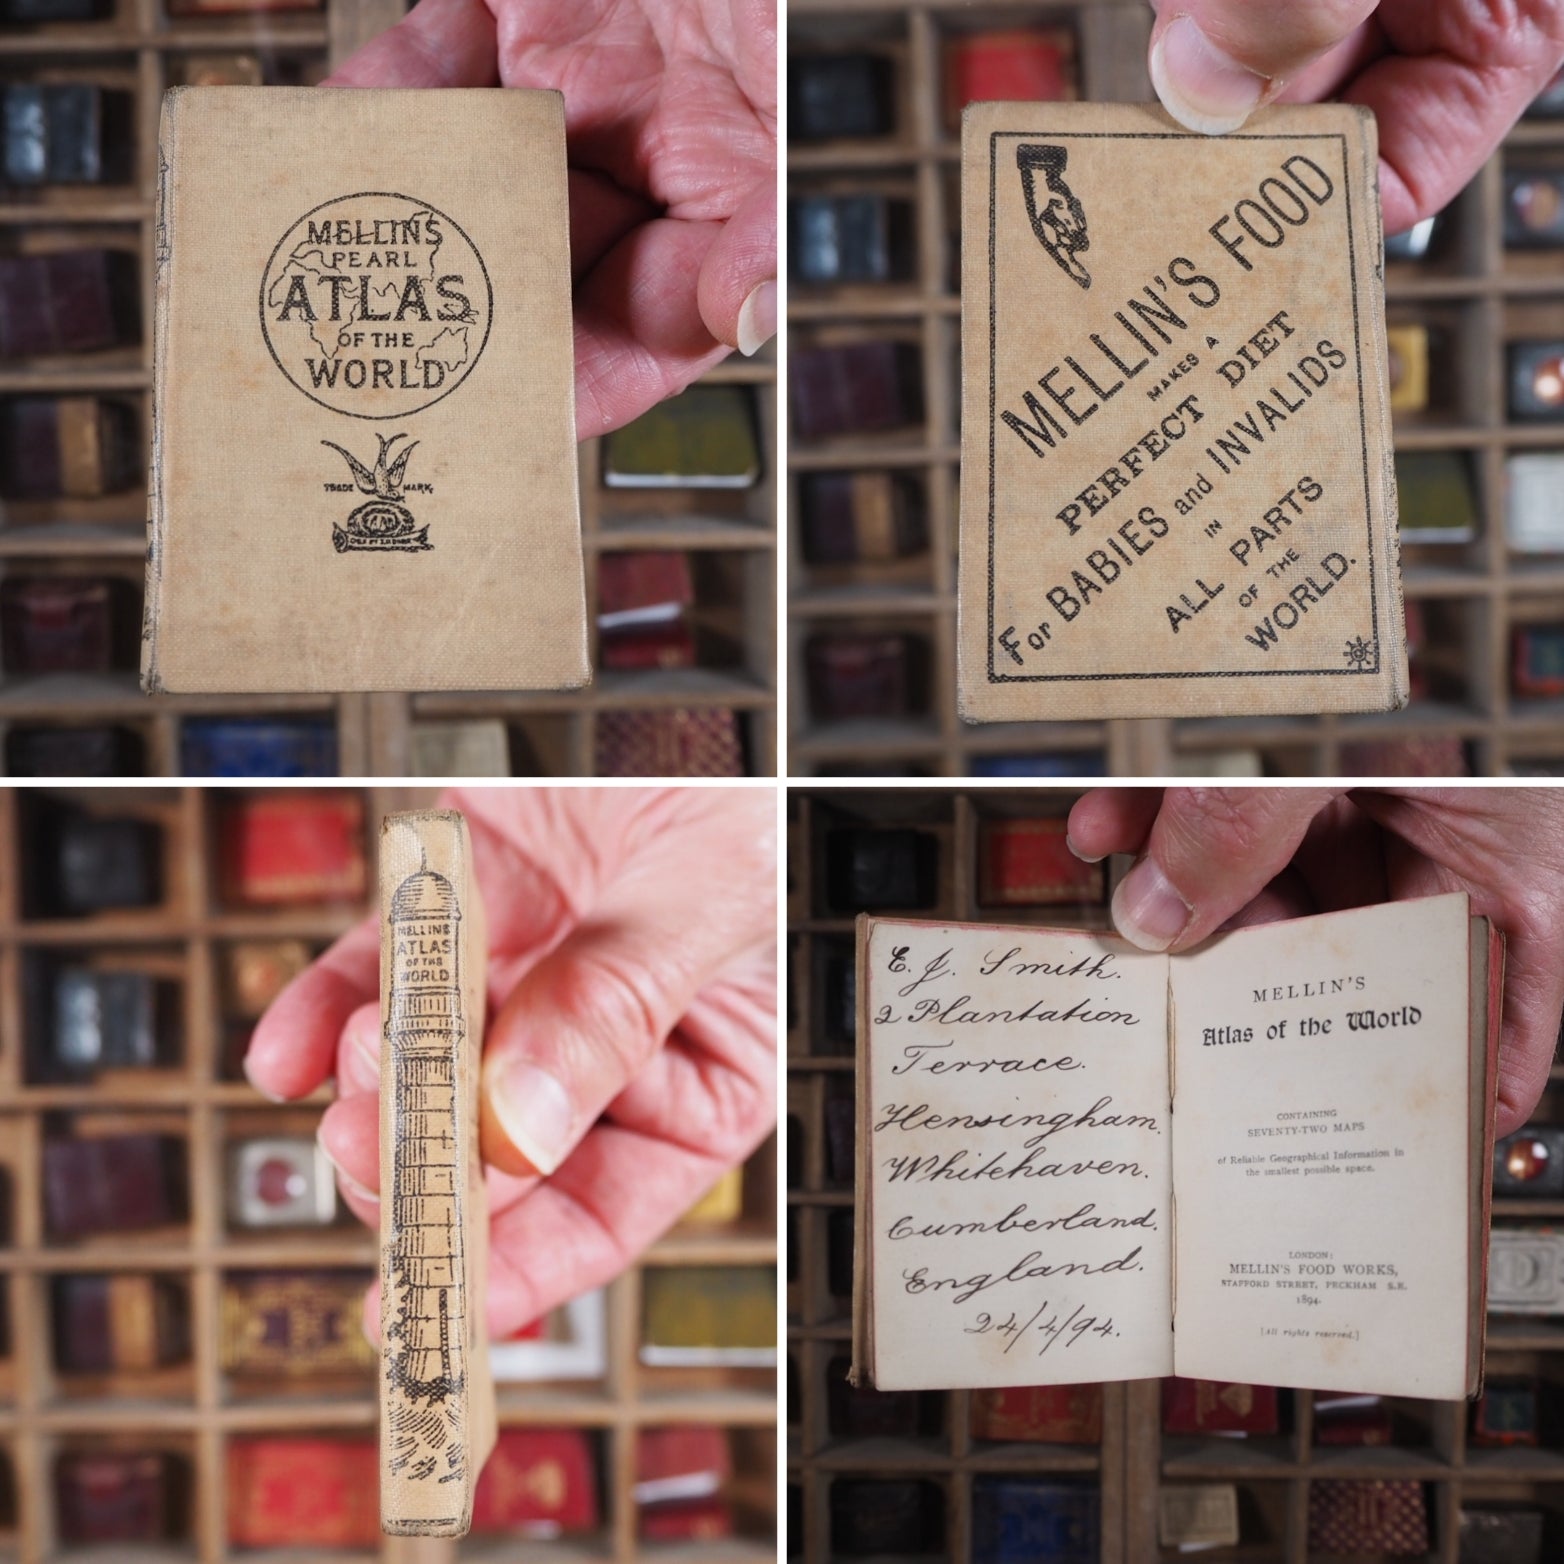 MELLIN'S
PEARL
ATLAS
OF THE
WORLD
TRADE MARK
MELLIN'S FOOD
MAKES A
PERFECT DIET
For BABIES and INVALIDS
IN
ALL PARTS
OF THE
WORLD.
MELLINS
ATLAS
OF THE
WORLD
E. J. Smith.
2 Plantation
Terrace.
Hensingham.
Whitehaven.
Cumberland.
England.
24/4/94.
MELLIN'S
Atlas of the World
CONTAINING
SEVENTY-TWO MAPS
of Reliable Geographical Information in
the smallest possible space.
LONDON:
MELLIN'S FOOD WORKS,
STAFFORD STREET, PECKHAM S.E.
1894.
[All rights reserved.]